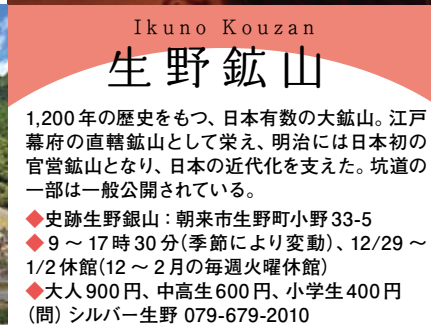 Ikuno Kouzan
生野鉱山
1,200年の歴史をもつ、日本有数の大鉱山。江戸
幕府の直轄鉱山として栄え、明治には日本初の
官営鉱山となり、日本の近代化を支えた。坑道の
一部は一般公開されている。
◆史跡生野銀山：朝来市生野町小野33-5
◆9～17時30分（季節により変動）、12/29～
1/2休館（12～2月の毎週火曜休館）
◆大人900円、中高生600円、小学生400円
（問）シルバー生野 079-679-2010